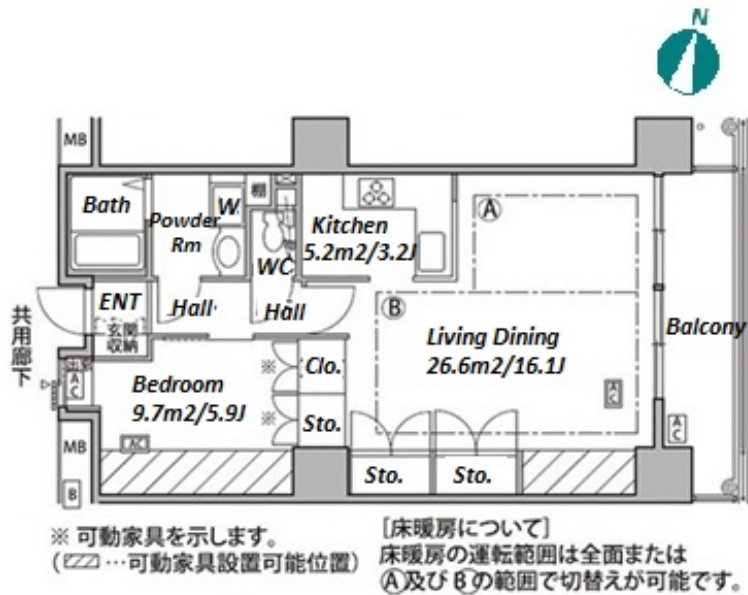 N
MB
Bath
Powder
Rm
W.
棚
WC
Kitchen
5.2m2/3.2J
Ⓐ
ENT
玄関
収納
Hall
Hall
Ⓑ
Living Dining
26.6m2/16.1J
Balcony
共用廊下
AC
Bedroom
9.7m2/5.9J
※
※
Clo.
Sto.
AC
AC
MB
LAC
B
Sto.
Sto.
※ 可動家具を示します。
(…可動家具設置可能位置)
[床暖房について]
床暖房の運転範囲は全面または
Ⓐ及びⒷの範囲で切替えが可能です。